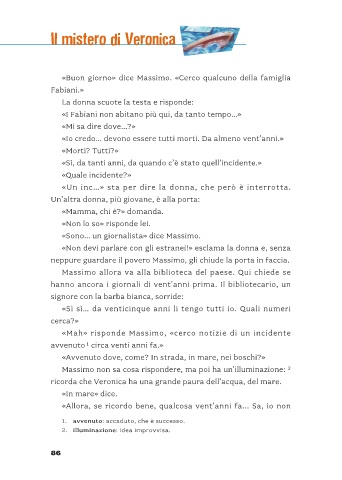 Il mistero di Veronica
«Buon giorno» dice Massimo. «Cerco qualcuno della famiglia
Fabiani.»
La donna scuote la testa e risponde:
«I Fabiani non abitano più qui, da tanto tempo...»
«Mi sa dire dove...?»
«Io credo... devono essere tutti morti. Da almeno vent'anni.»
«Morti? Tutti?»
«Sì, da tanti anni, da quando c'è stato quell'incidente.»
«Quale incidente?»
«Un inc...» sta per dire la donna, che però è interrotta.
Un'altra donna, più giovane, è alla porta:
«Mamma, chi è?» domanda.
«Non lo so» risponde lei.
«Sono... un giornalista» dice Massimo.
«Non devi parlare con gli estranei!» esclama la donna e, senza
neppure guardare il povero Massimo, gli chiude la porta in faccia.
Massimo allora va alla biblioteca del paese. Qui chiede se
hanno ancora i giornali di vent'anni prima. Il bibliotecario, un
signore con la barba bianca, sorride:
«Sì sì... da venticinque anni li tengo tutti io. Quali numeri
cerca?»
«Mah» risponde Massimo, «cerco notizie di un incidente
avvenuto¹ circa venti anni fa.»
«Avvenuto dove, come? In strada, in mare, nei boschi?»
Massimo non sa cosa rispondere, ma poi ha un'illuminazione: ²
ricorda che Veronica ha una grande paura dell'acqua, del mare.
«In mare» dice.
«Allora, se ricordo bene, qualcosa vent'anni fa... Sa, io non
1. avvenuto: accaduto, che è successo.
2. illuminazione: idea improvvisa.
86